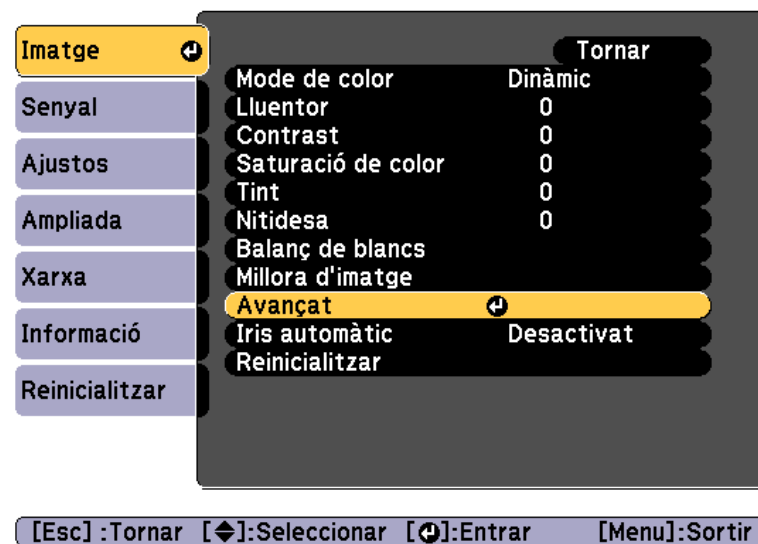 Imatge
Senyal
Ajustos
Ampliada
Xarxa
Informació
Reinicialitzar
Tornar
Mode de color Dinàmic
Lluentor 0
Contrast 0
Saturació de color 0
Tint 0
Nitidesa 0
Balanç de blancs
Millora d'imatge
Avançat
Iris automàtic Desactivat
Reinicialitzar
[Esc] :Tornar [◆]:Seleccionar [⏎]:Entrar [Menu]:Sortir